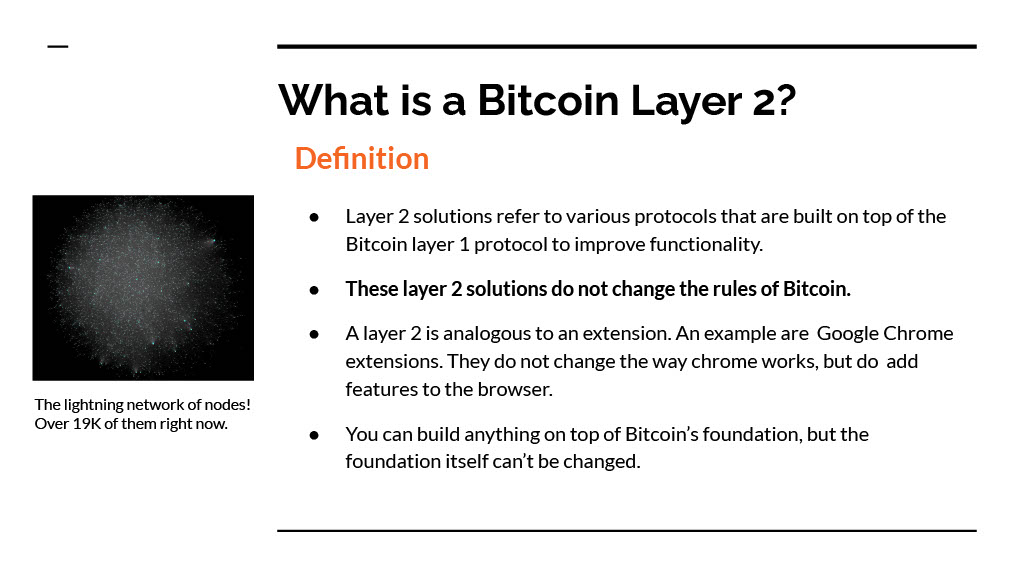 What is a Bitcoin Layer 2?
Definition
● Layer 2 solutions refer to various protocols that are built on top of the
Bitcoin layer 1 protocol to improve functionality.
● These layer 2 solutions do not change the rules of Bitcoin.
● A layer 2 is analogous to an extension. An example are  Google Chrome
extensions. They do not change the way chrome works, but do  add
features to the browser.
● You can build anything on top of Bitcoin’s foundation, but the
foundation itself can’t be changed.
The lightning network of nodes!
Over 19K of them right now.